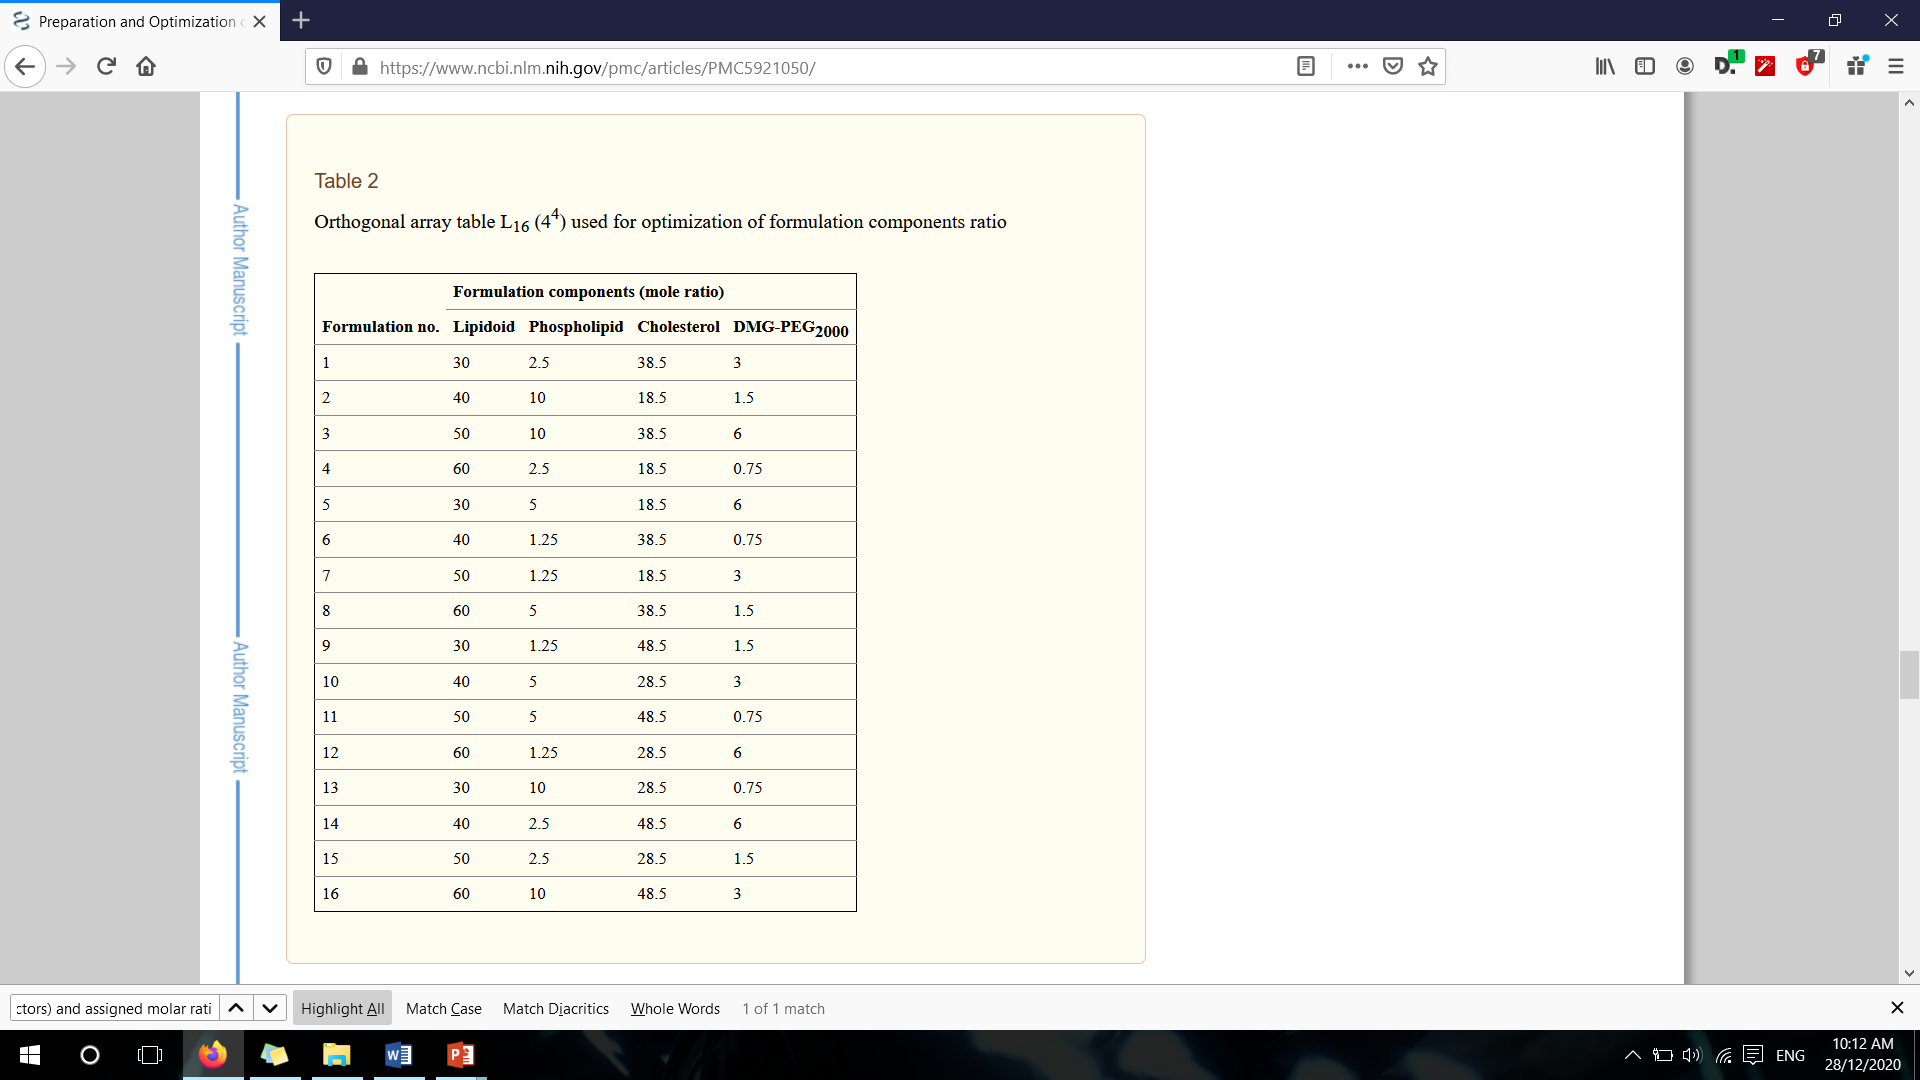 Preparation and Optimization
https://www.ncbi.nlm.nih.gov/pmc/articles/PMC5921050/
1
7
Author Manuscript
Author Manuscript
Table 2
Orthogonal array table L16 (4^4) used for optimization of formulation components ratio
Formulation components (mole ratio)
Formulation no. Lipidoid Phospholipid Cholesterol DMG-PEG2000
1 30 2.5 38.5 3
2 40 10 18.5 1.5
3 50 10 38.5 6
4 60 2.5 18.5 0.75
5 30 5 18.5 6
6 40 1.25 38.5 0.75
7 50 1.25 18.5 3
8 60 5 38.5 1.5
9 30 1.25 48.5 1.5
10 40 5 28.5 3
11 50 5 48.5 0.75
12 60 1.25 28.5 6
13 30 10 28.5 0.75
14 40 2.5 48.5 6
15 50 2.5 28.5 1.5
16 60 10 48.5 3
ctors) and assigned molar rati Highlight All Match Case Match Diacritics Whole Words 1 of 1 match
ENG
10:12 AM
28/12/2020